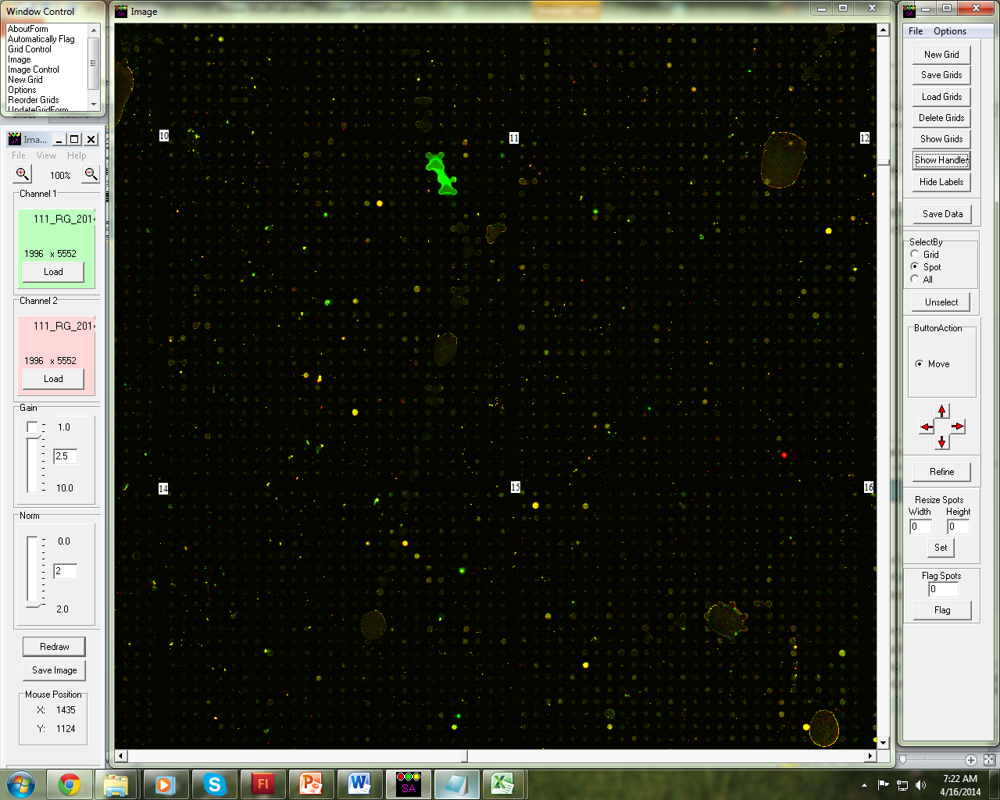 Window Control
AboutForm
Automatically Flag
Grid Control
Image
Image Control
New Grid
Options
Reorder Grids
UpdateGridForm
Ima...
File View Help
100%
Channel 1
111_RG_201
1996 x 5552
Load
Channel 2
111_RG_201
1996 x 5552
Load
Gain
1.0
2.5
10.0
Norm
0.0
2
2.0
Redraw
Save Image
Mouse Position
X: 1435
Y: 1124
Image
10
11
12
14
15
16
File Options
New Grid
Save Grids
Load Grids
Delete Grids
Show Grids
Show Handles
Hide Labels
Save Data
SelectBy
Grid
Spot
All
Unselect
ButtonAction
Move
Refine
Resize Spots
Width Height
0 0
Set
Flag Spots
0
Flag
SA
7:22 AM
4/16/2014